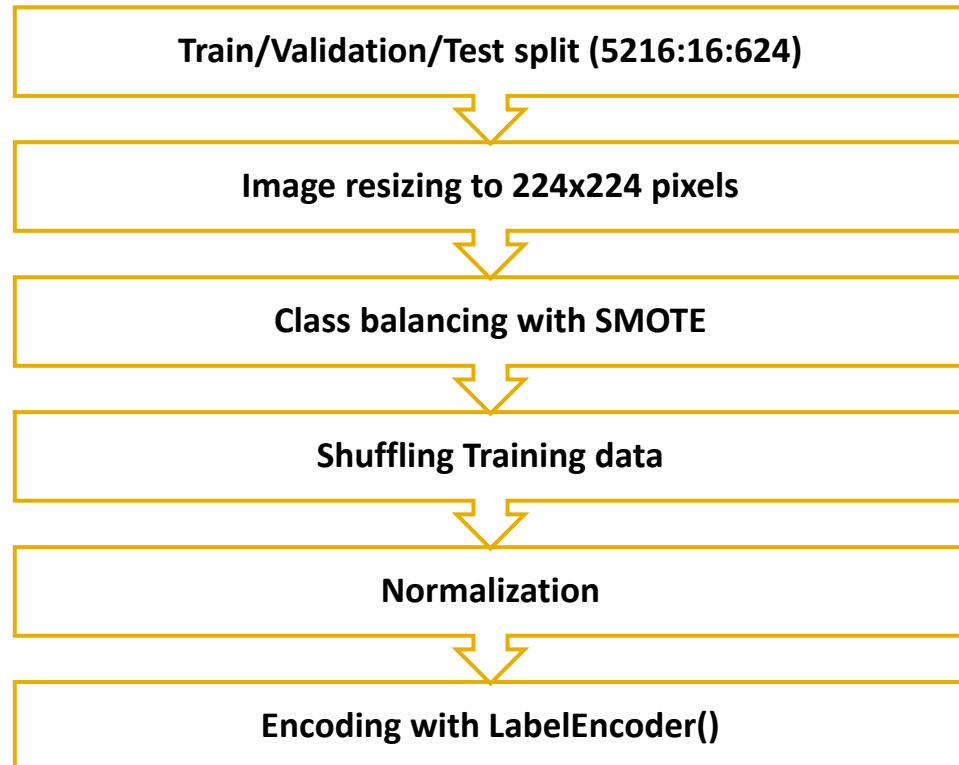 Train/Validation/Test split (5216:16:624)
Image resizing to 224x224 pixels
Class balancing with SMOTE
Shuffling Training data
Normalization
Encoding with LabelEncoder()